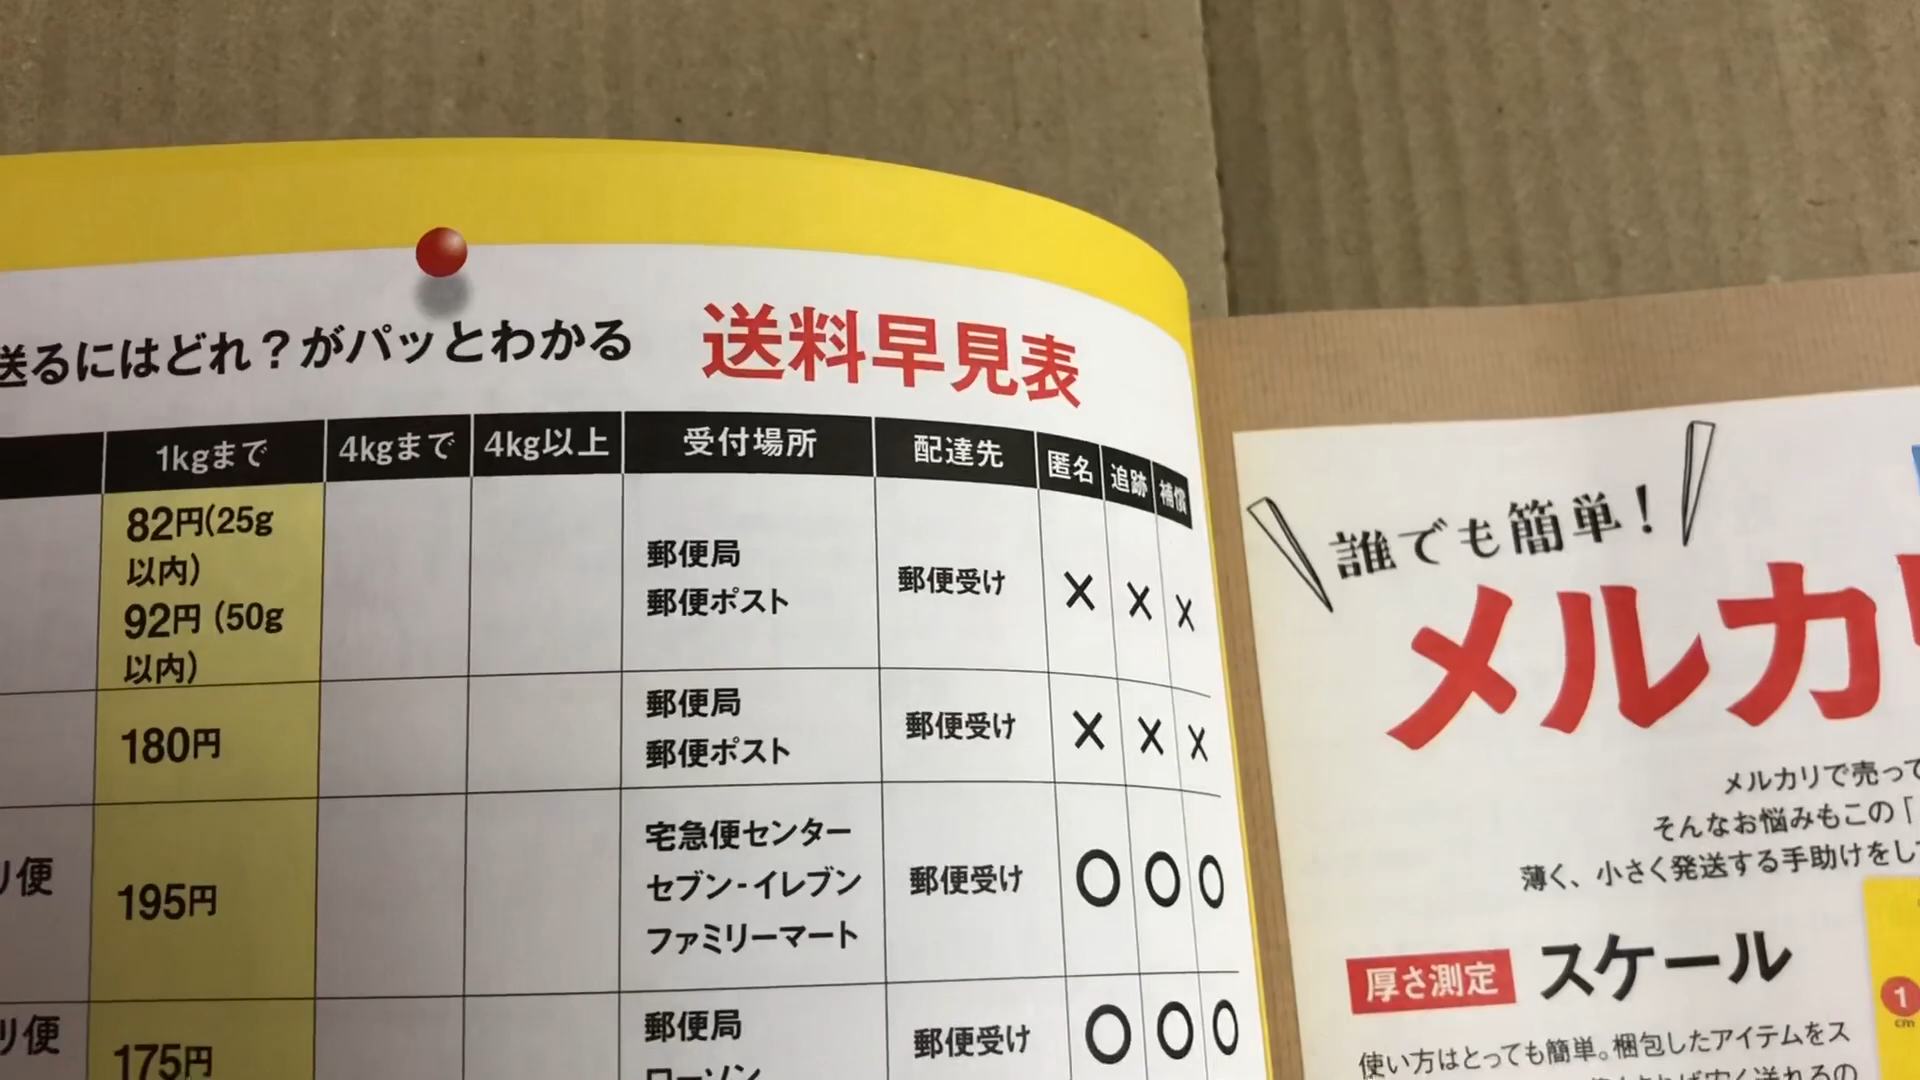 送るにはどれ？がパッとわかる 送料早見表
1kgまで 4kgまで 4kg以上 受付場所 配達先 匿名 追跡 補償
82円(25g
以内)
92円(50g
以内)
郵便局
郵便ポスト
郵便受け
× × ×
180円
郵便局
郵便ポスト
郵便受け
× × ×
リ便
195円
宅急便センター
セブン-イレブン
ファミリーマート
郵便受け
○ ○ ○
リ便
175円
郵便局
ローソン
郵便受け
○ ○ ○
誰でも簡単！
メルカリ
メルカリで売って
そんなお悩みもこの「
薄く、小さく発送する手助けをし
厚さ測定 スケール
使い方はとっても簡単。梱包したアイテムをス
1
cm